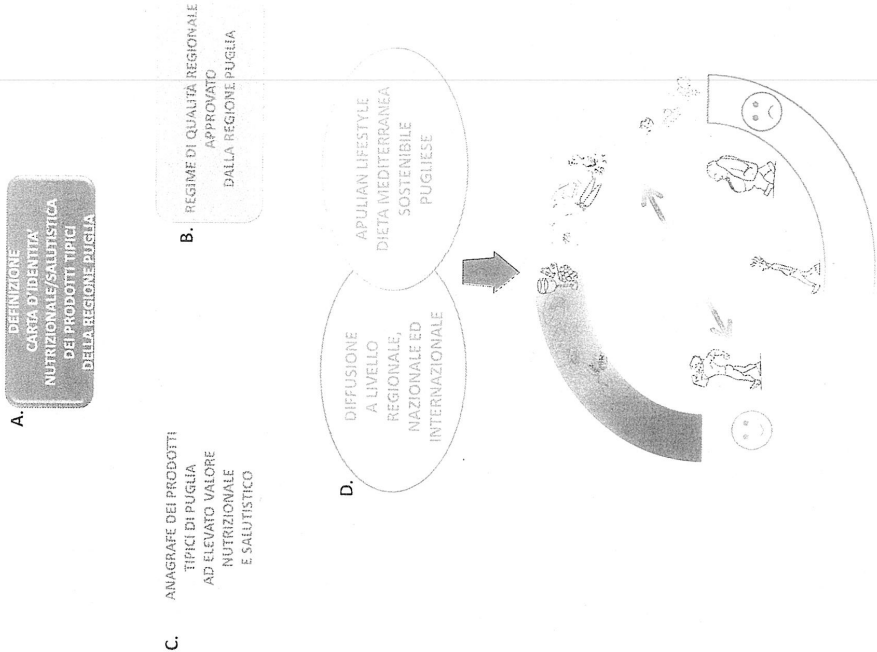 A.
DEFINIZIONE
CARTA D'IDENTITA'
NUTRIZIONALE/SALUTISTICA
DEI PRODOTTI TIPICI
DELLA REGIONE PUGLIA
B.
REGIME DI QUALITÀ REGIONALE
APPROVATO
DALLA REGIONE PUGLIA
C.
ANAGRAFE DEI PRODOTTI
TIPICI DI PUGLIA
AD ELEVATO VALORE
NUTRIZIONALE
E SALUTISTICO
D.
DIFFUSIONE
A LIVELLO
REGIONALE,
NAZIONALE ED
INTERNAZIONALE
APULIAN LIFESTYLE
DIETA MEDITERRANEA
SOSTENIBILE
PUGLIESE